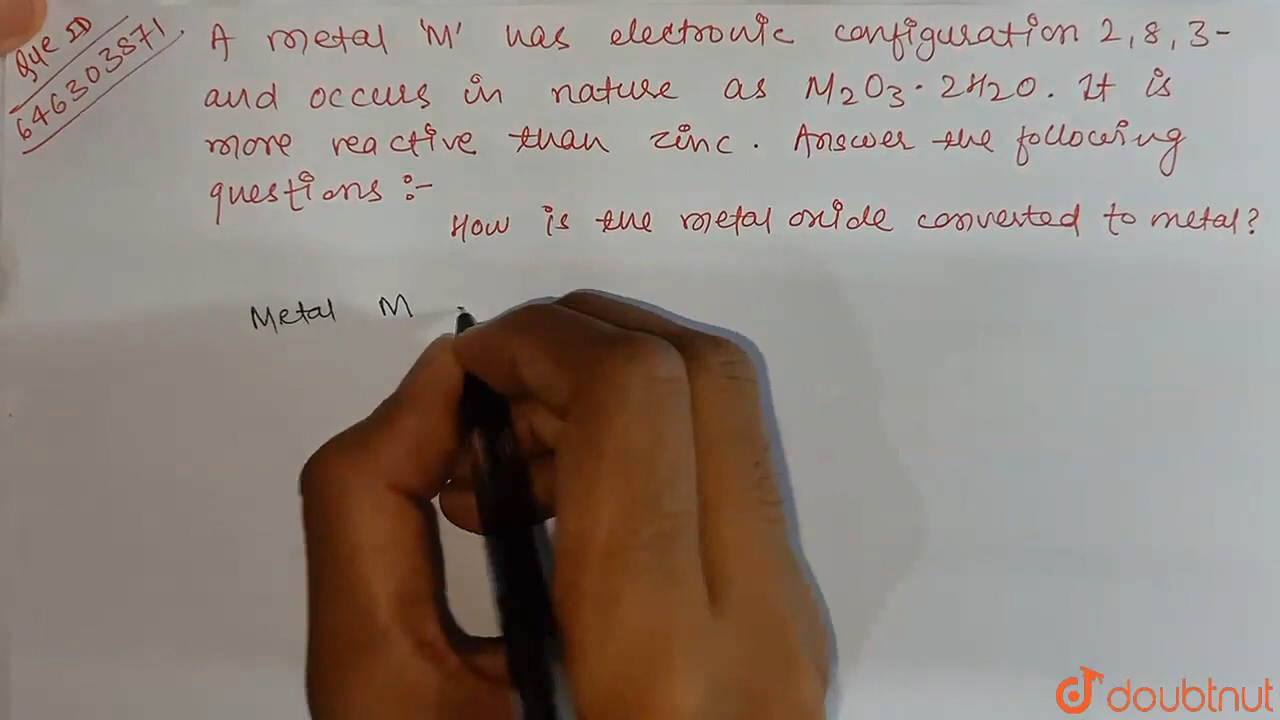 Que ID
646303871
A metal 'M' has electronic configuration 2, 8, 3-
and occurs in nature as M2O3·2H2O. It is
more reactive than zinc. Answer the following
questions :-
How is the metal oxide converted to metal?
Metal M
doubtnut